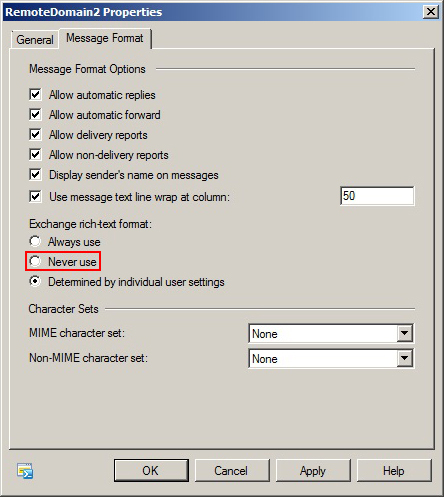 RemoteDomain2 Properties
General
Message Format
Message Format Options
Allow automatic replies
Allow automatic forward
Allow delivery reports
Allow non-delivery reports
Display sender's name on messages
Use message text line wrap at column: 50
Exchange rich-text format:
Always use
Never use
Determined by individual user settings
Character Sets
MIME character set: None
Non-MIME character set: None
OK
Cancel
Apply
Help